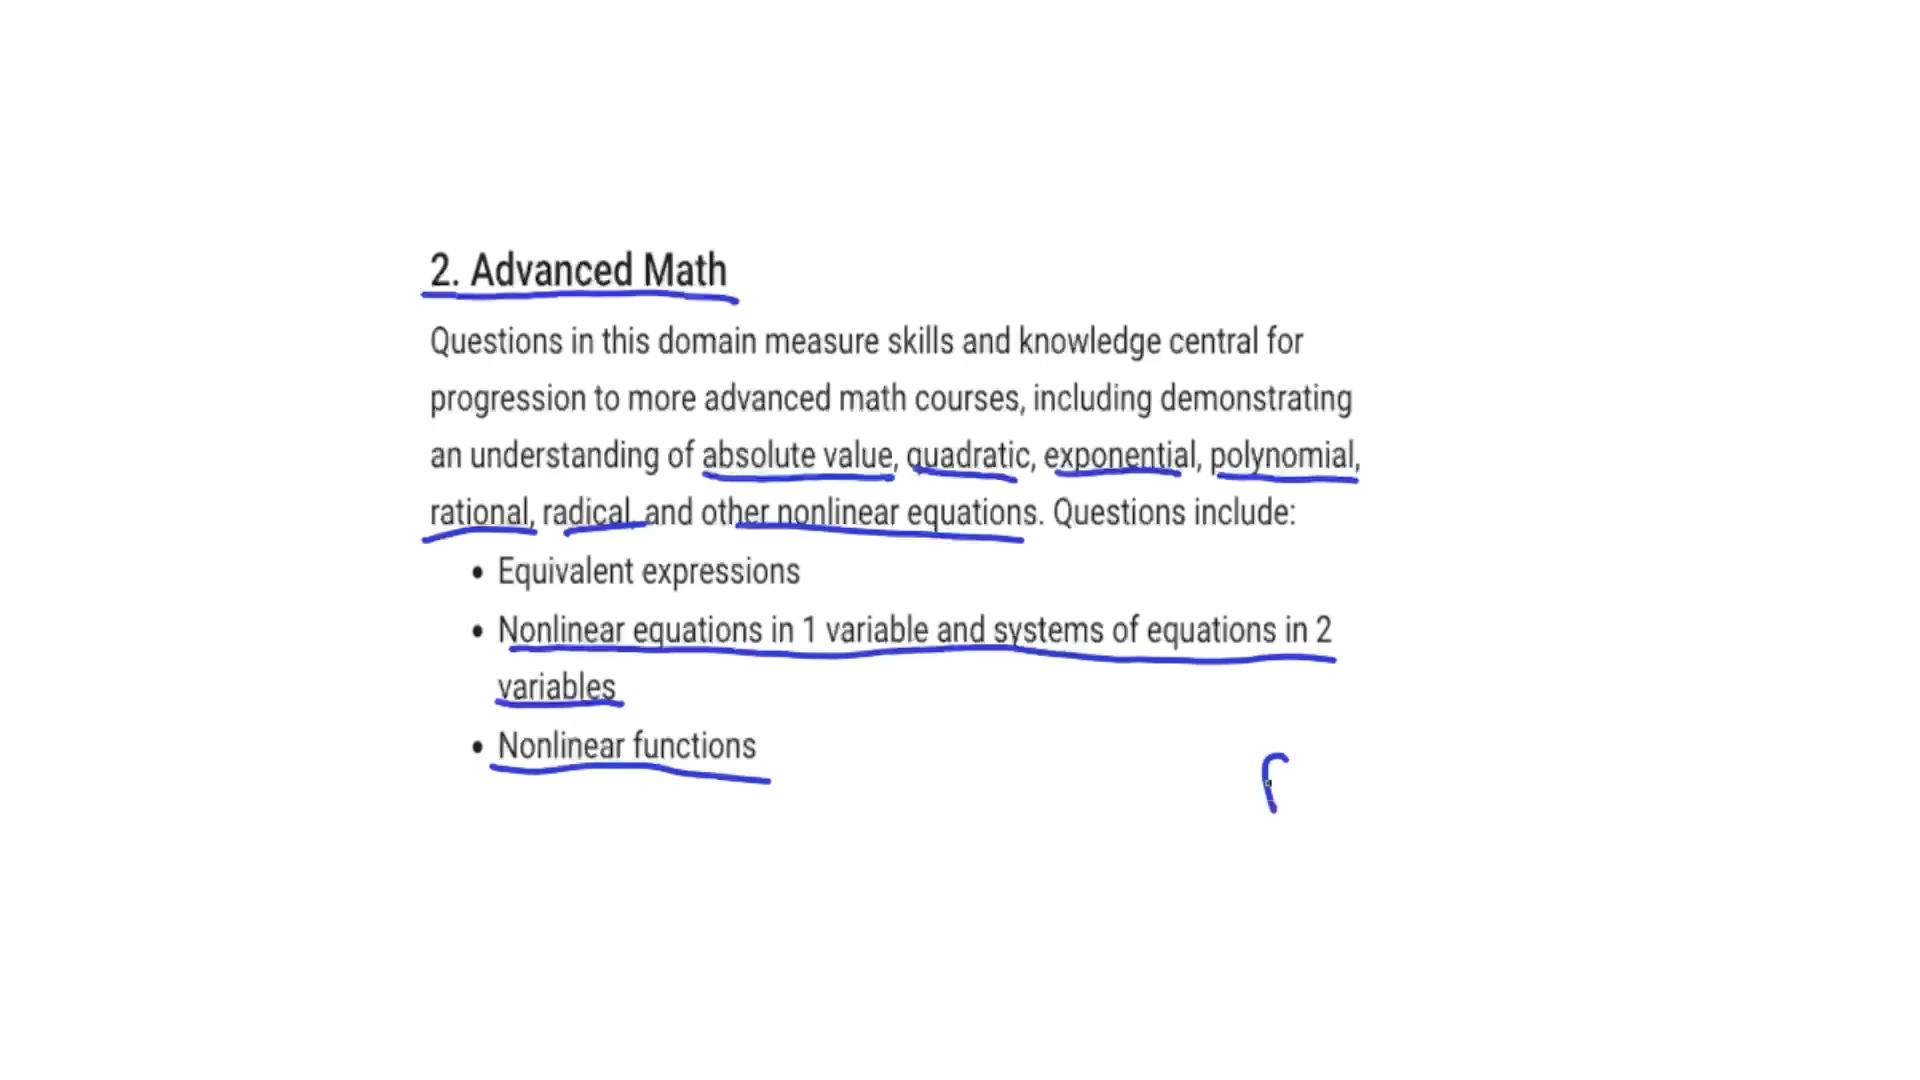 2. Advanced Math
Questions in this domain measure skills and knowledge central for
progression to more advanced math courses, including demonstrating
an understanding of absolute value, quadratic, exponential, polynomial,
rational, radical, and other nonlinear equations. Questions include:
• Equivalent expressions
• Nonlinear equations in 1 variable and systems of equations in 2
variables
• Nonlinear functions